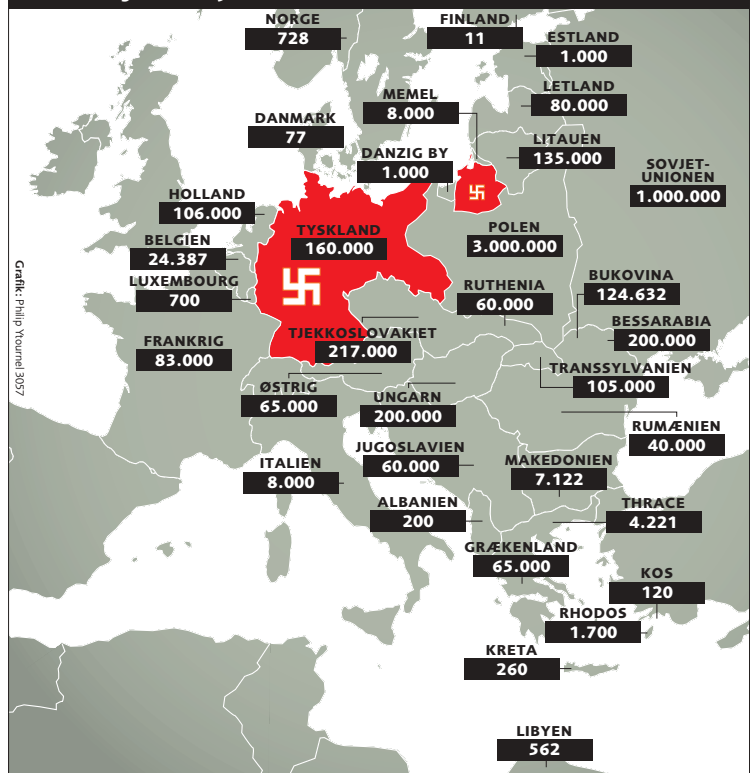 NORGE
728
FINLAND
11
ESTLAND
1.000
LETLAND
80.000
MEMEL
8.000
DANMARK
77
LITAUEN
135.000
DANZIG BY
1.000
SOVJET-
UNIONEN
1.000.000
HOLLAND
106.000
TYSKLAND
160.000
POLEN
3.000.000
BELGIEN
24.387
LUXEMBOURG
700
RUTHENIA
60.000
BUKOVINA
124.632
BESSARABIA
200.000
FRANKRIG
83.000
TJEKKOSLOVAKIET
217.000
TRANSSYLVANIEN
105.000
ØSTRIG
65.000
UNGARN
200.000
RUMÆNIEN
40.000
JUGOSLAVIEN
60.000
ITALIEN
8.000
MAKEDONIEN
7.122
ALBANIEN
200
THRACE
4.221
GRÆKENLAND
65.000
KOS
120
RHODOS
1.700
KRETA
260
LIBYEN
562
Grafik: Philip Ytournel 3057